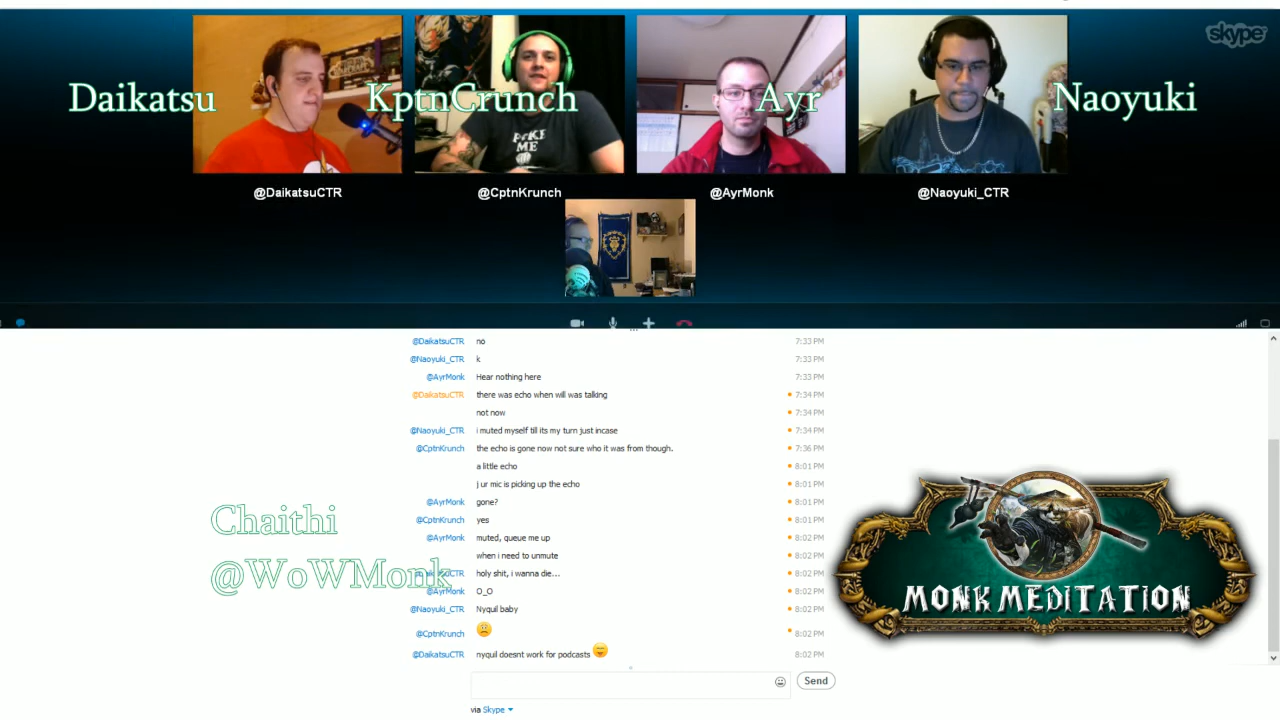 skype
Daikatsu
KptnCrunch
Ayr
Naoyuki
@DaikatsuCTR
@CptnKrunch
@AyrMonk
@Naoyuki_CTR
@DaikatsuCTR no 7:33 PM
@Naoyuki_CTR k 7:33 PM
@AyrMonk Hear nothing here 7:33 PM
@DaikatsuCTR there was echo when will was talking 7:34 PM
not now 7:34 PM
@Naoyuki_CTR i muted myself till its my turn just incase 7:34 PM
@CptnKrunch the echo is gone now not sure who it was from though. 7:36 PM
a little echo 8:01 PM
j ur mic is picking up the echo 8:01 PM
@AyrMonk gone? 8:01 PM
@CptnKrunch yes 8:01 PM
@AyrMonk muted, queue me up 8:02 PM
when i need to unmute 8:02 PM
@DaikatsuCTR holy shit, i wanna die... 8:02 PM
@AyrMonk O_O 8:02 PM
@Naoyuki_CTR Nyquil baby 8:02 PM
@CptnKrunch 8:02 PM
@DaikatsuCTR nyquil doesnt work for podcasts 8:02 PM
Chaithi
@WoWMonk
MONK MEDITATION
Send
via Skype